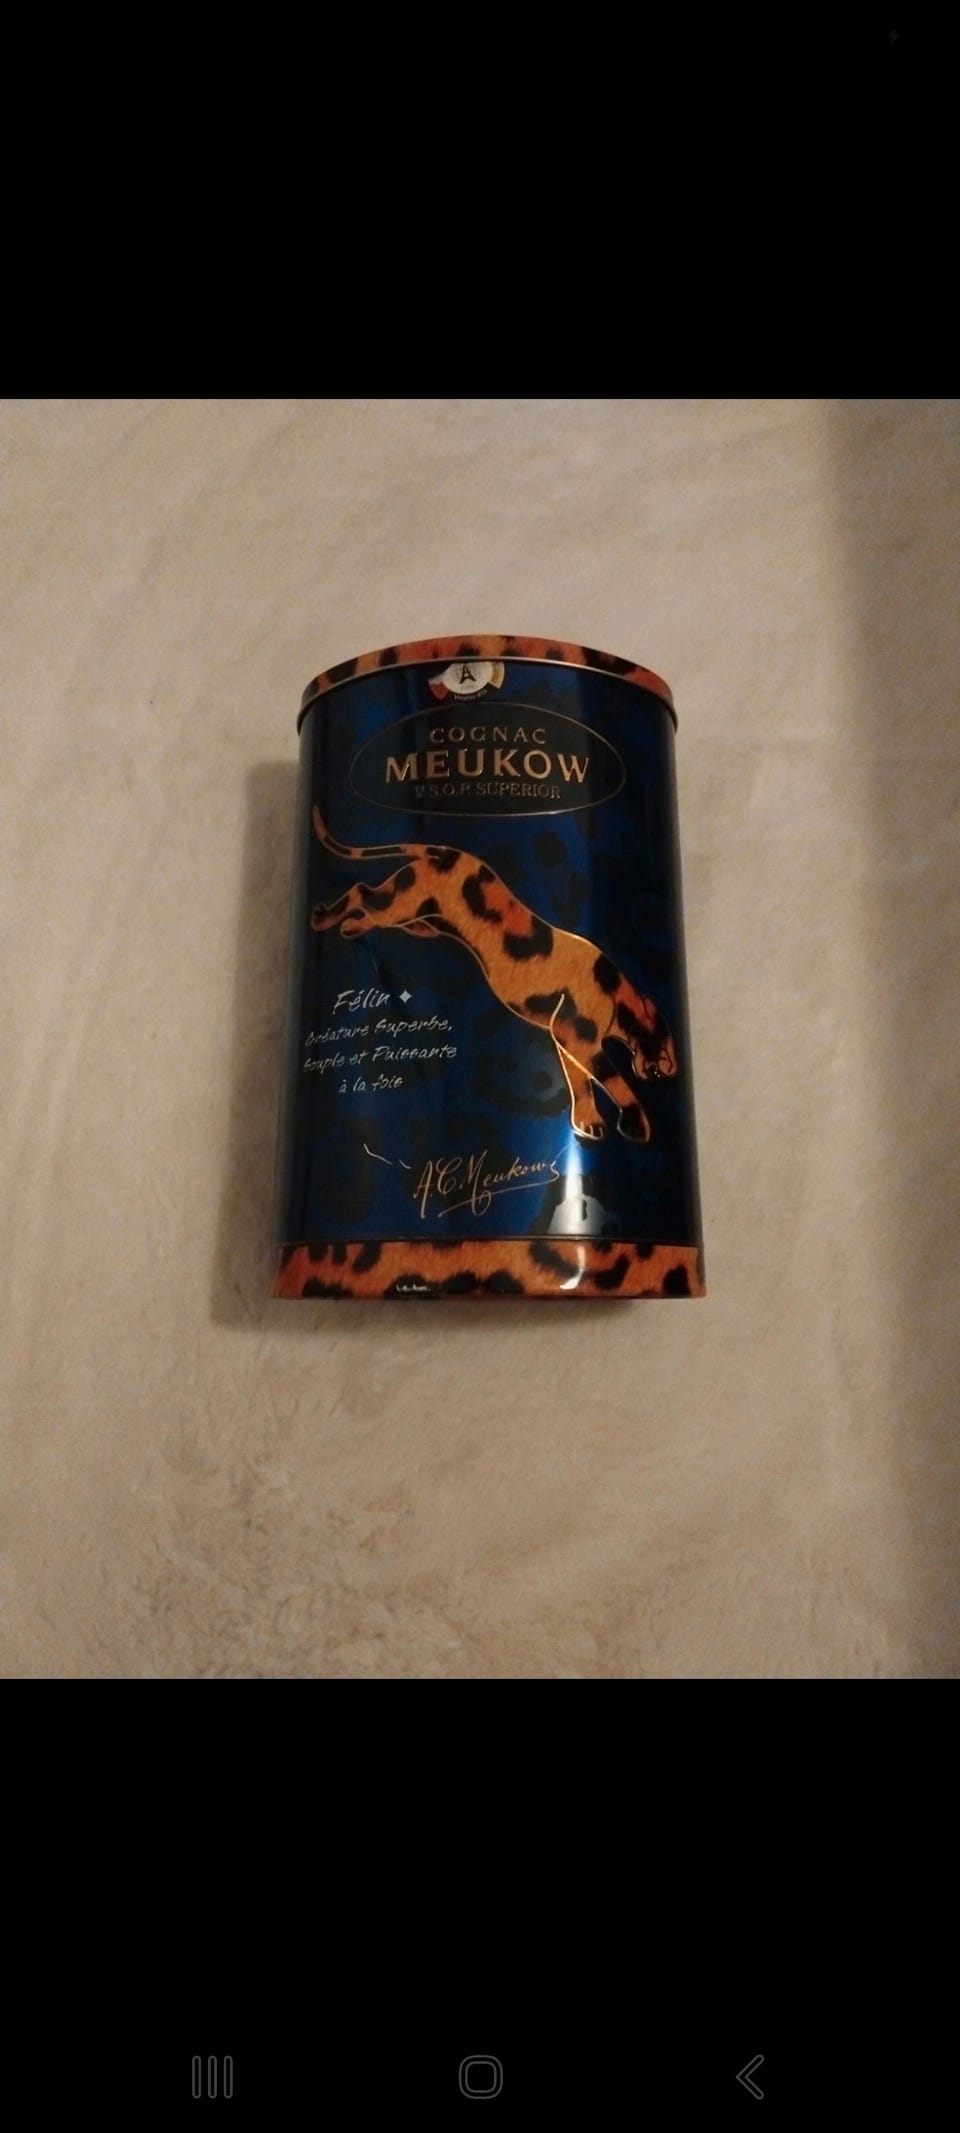 COGNAC
MEUKOW
V.S.O.P. SUPERIOR
Félin
Créature Superbe,
Souple et Puissante
à la fois
A.C. Meukow